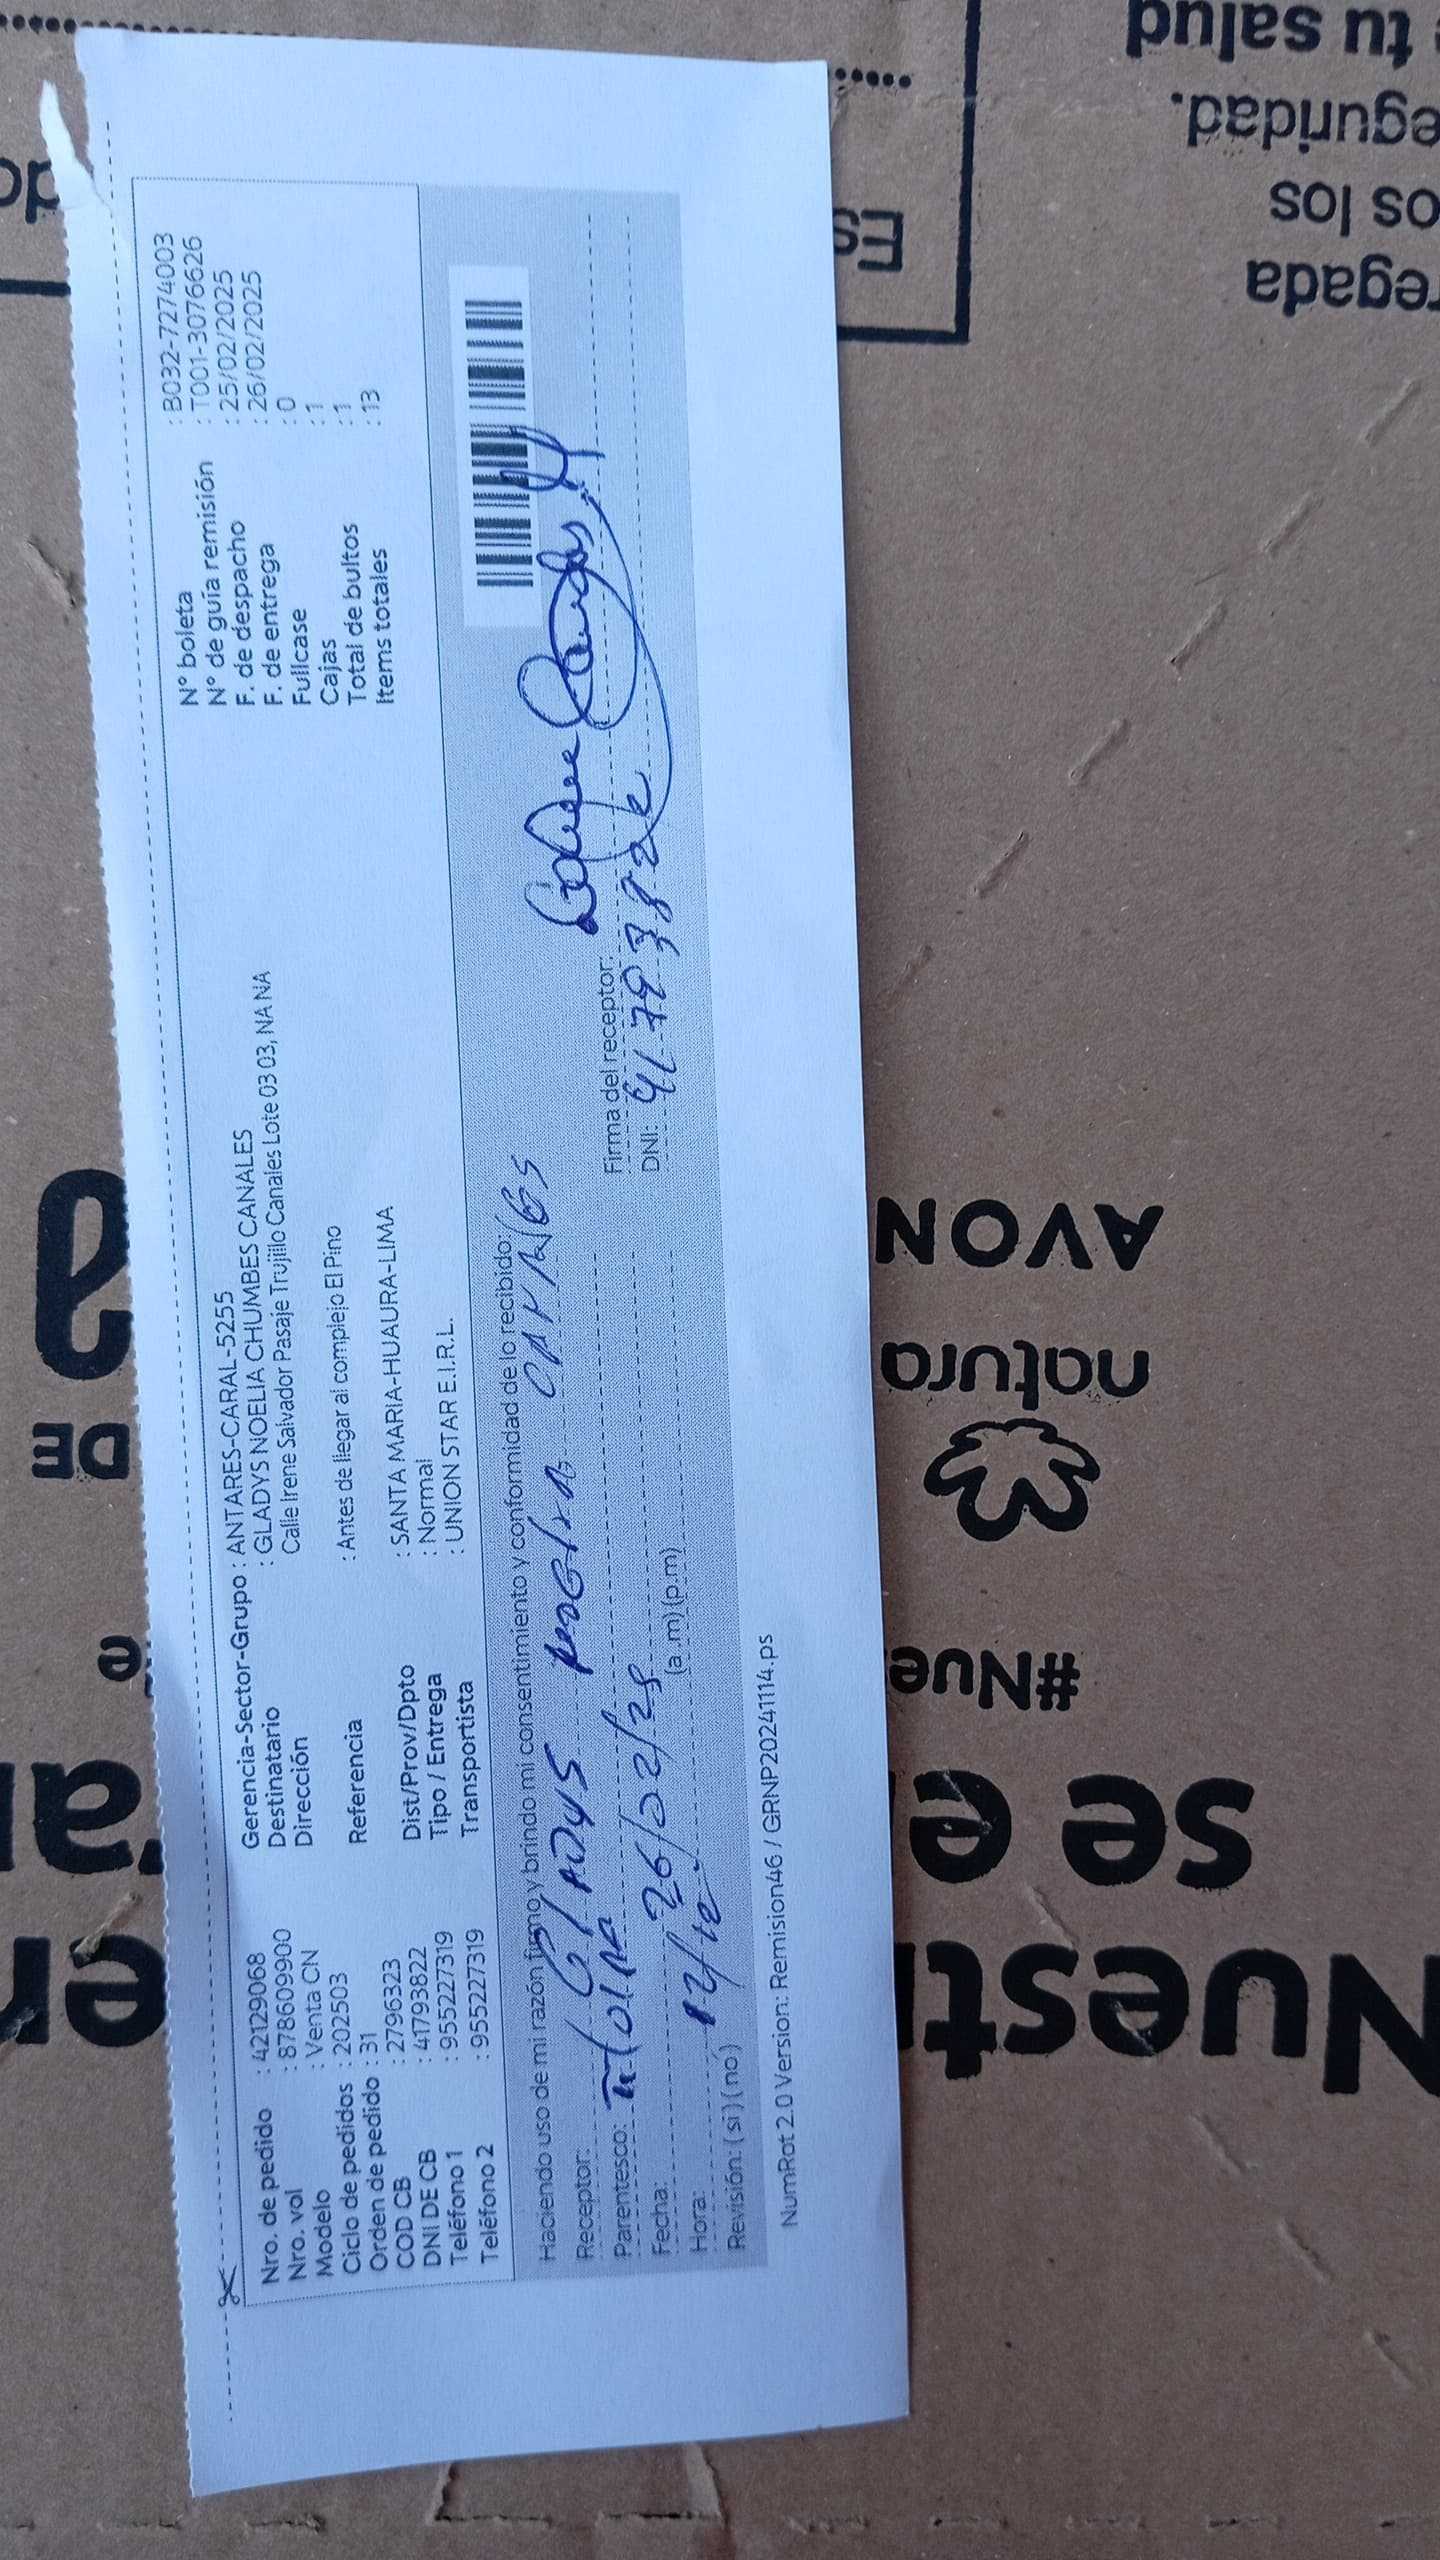 Nro. de pedido : 42129068
Nro. vol : 878609900
Modelo : Venta CN
Ciclo de pedidos : 202503
Orden de pedido : 31
COD CB : 2796323
DNI DE CB : 41793822
Teléfono 1 : 955227319
Teléfono 2 : 955227319
Gerencia-Sector-Grupo : ANTARES-CARAL-5255
Destinatario : GLADYS NOELIA CHUMBES CANALES
Dirección Calle Irene Salvador Pasaje Trujillo Canales Lote 03 03, NA NA
Referencia : Antes de llegar al complejo El Pino
Dist/Prov/Dpto : SANTA MARIA-HUAURA-LIMA
Tipo / Entrega : Normal
Transportista : UNION STAR E.I.R.L.
N° boleta : B032-7274003
N° de guía remisión : T001-3076626
F. de despacho : 25/02/2025
F. de entrega : 26/02/2025
Fullcase : 0
Cajas : 1
Total de bultos : 1
Items totales : 13
Haciendo uso de mi razón firmo y brindo mi consentimiento y conformidad de lo recibido:
Receptor: GlADYS
Parentesco:
Fecha: 26/02/25
Hora: (a.m) (p.m)
Revisión: ( si ) ( no )
Firma del receptor:
DNI:
NumRot 2.0 Version: Remision46 / GRNP20241114.ps
tu salud
eguridad.
os los
regada
Es
AVON
natura
#Nue
se e
Nuest
DE